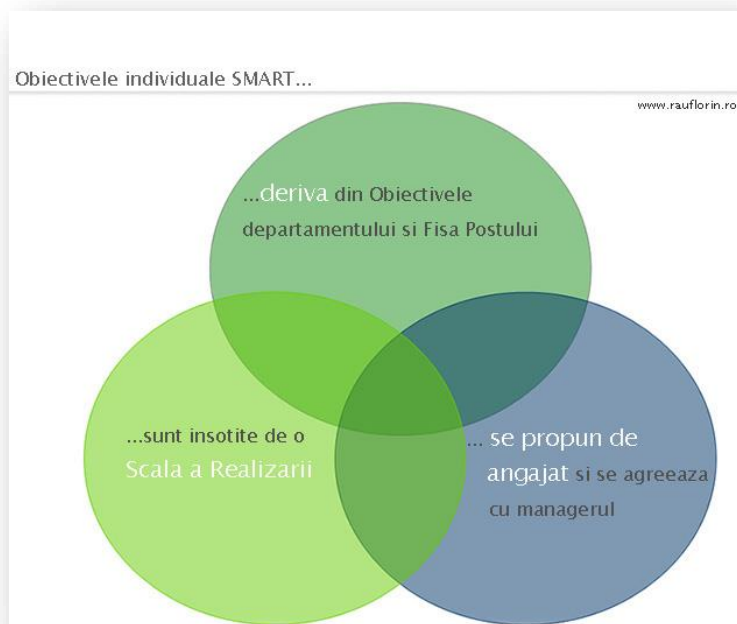 Obiectivele individuale SMART...
www.rauflorin.ro
...deriva din Obiectivele
departamentului si Fisa Postului
...sunt insotite de o
Scala a Realizarii
... se propun de
angajat si se agreeaza
cu managerul